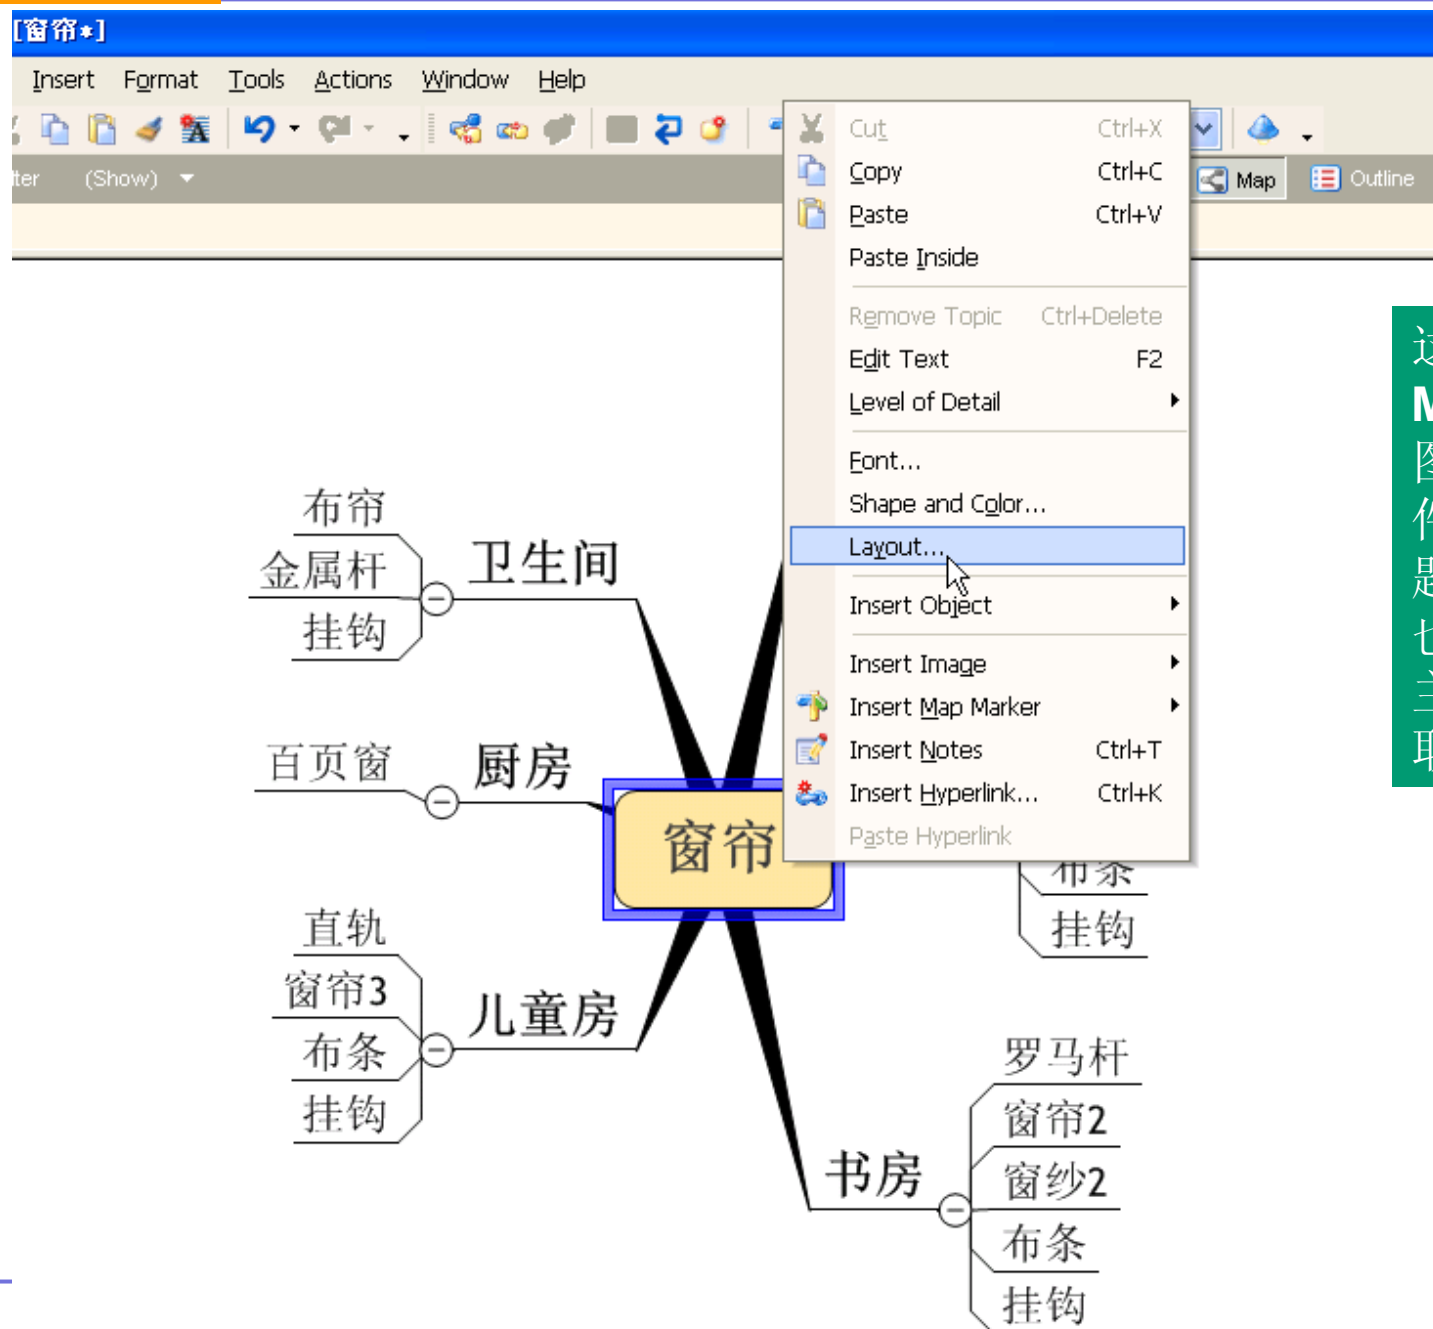 [窗帘*]
Insert Format Tools Actions Window Help
(Show)
Map
Outline
Cut Ctrl+X
Copy Ctrl+C
Paste Ctrl+V
Paste Inside
Remove Topic Ctrl+Delete
Edit Text F2
Level of Detail
Font...
Shape and Color...
Layout...
Insert Object
Insert Image
Insert Map Marker
Insert Notes Ctrl+T
Insert Hyperlink... Ctrl+K
Paste Hyperlink
布帘
金属杆
挂钩
卫生间
百页窗
厨房
窗帘
直轨
窗帘3
布条
挂钩
儿童房
布条
挂钩
书房
罗马杆
窗帘2
窗纱2
布条
挂钩